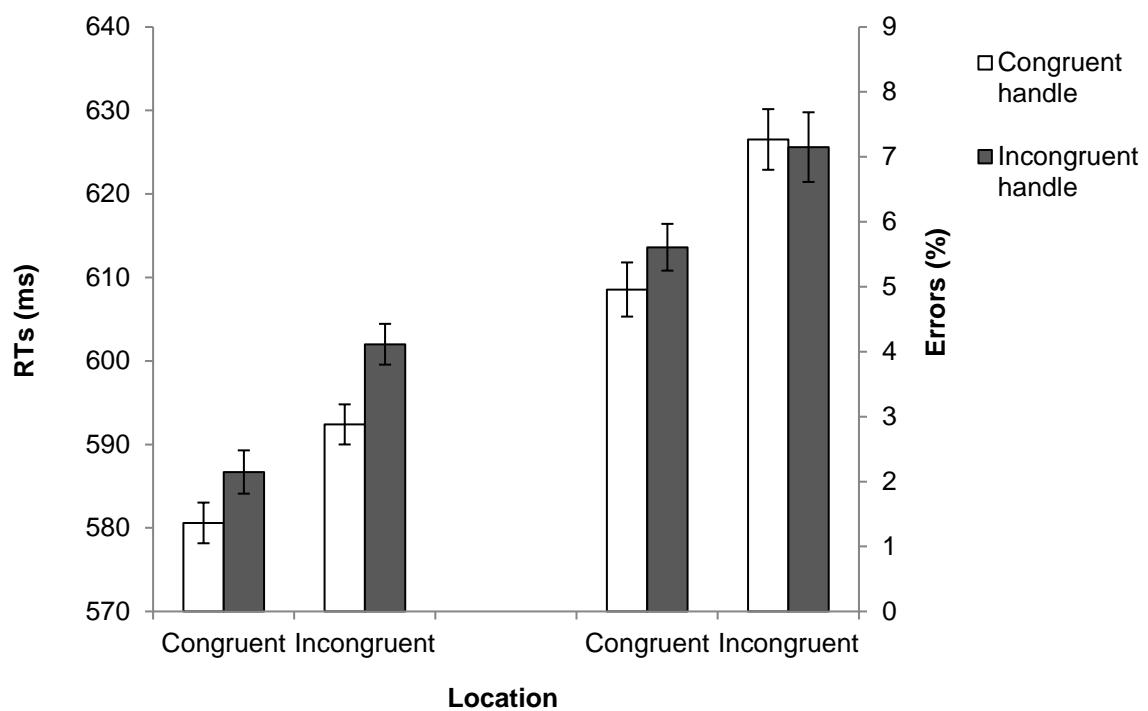 640
630
620
610
600
590
580
570
RTs (ms)
9
8
7
6
5
4
3
2
1
0
Errors (%)
Congruent Incongruent
Congruent Incongruent
Location
Congruent
handle
Incongruent
handle